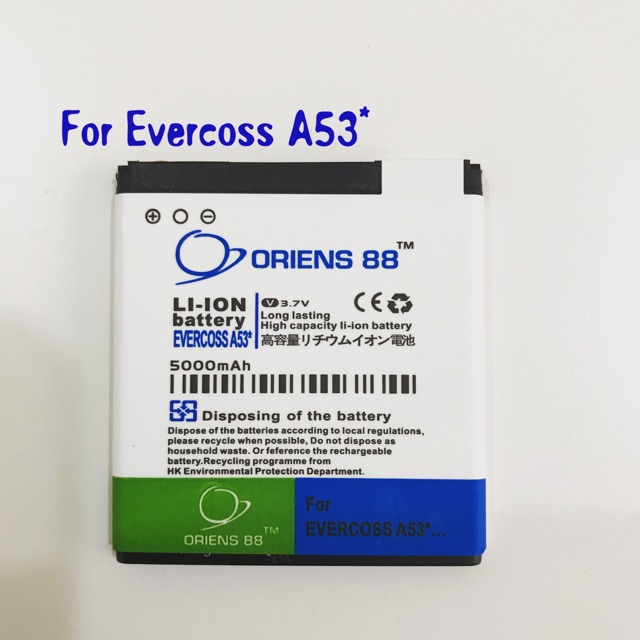 For Evercoss A53*
ORIENS 88™
LI-ION
battery
EVERCOSS A53*
V 3.7V
Long lasting
High capacity li-ion battery
高容量リチウムイオン電池
5000mAh
Disposing of the battery
Dispose of the batteries according to local regulations,
please recycle when possible, Do not dispose as
household waste. Or reference the rechargeable
battery.Recycling programme from
HK Environmental Protection Department.
ORIENS 88™
For
EVERCOSS A53*...